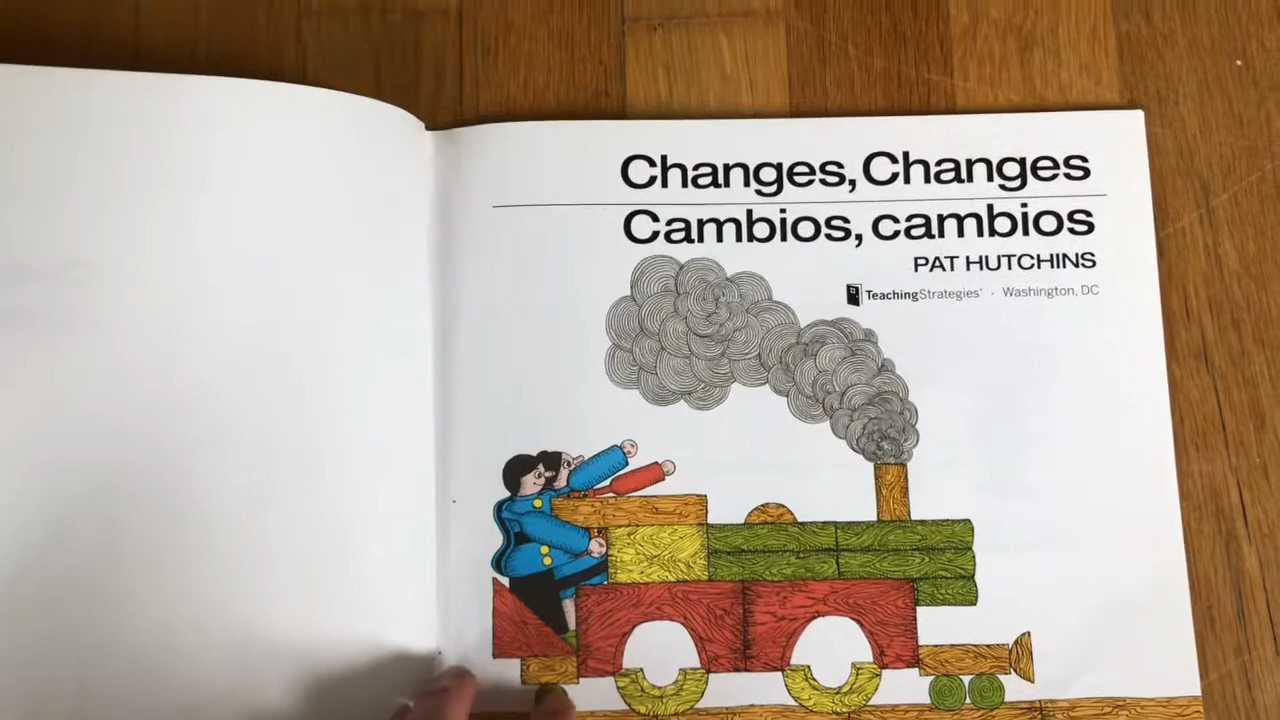 Changes, Changes
Cambios, cambios
PAT HUTCHINS
TeachingStrategies® · Washington, DC